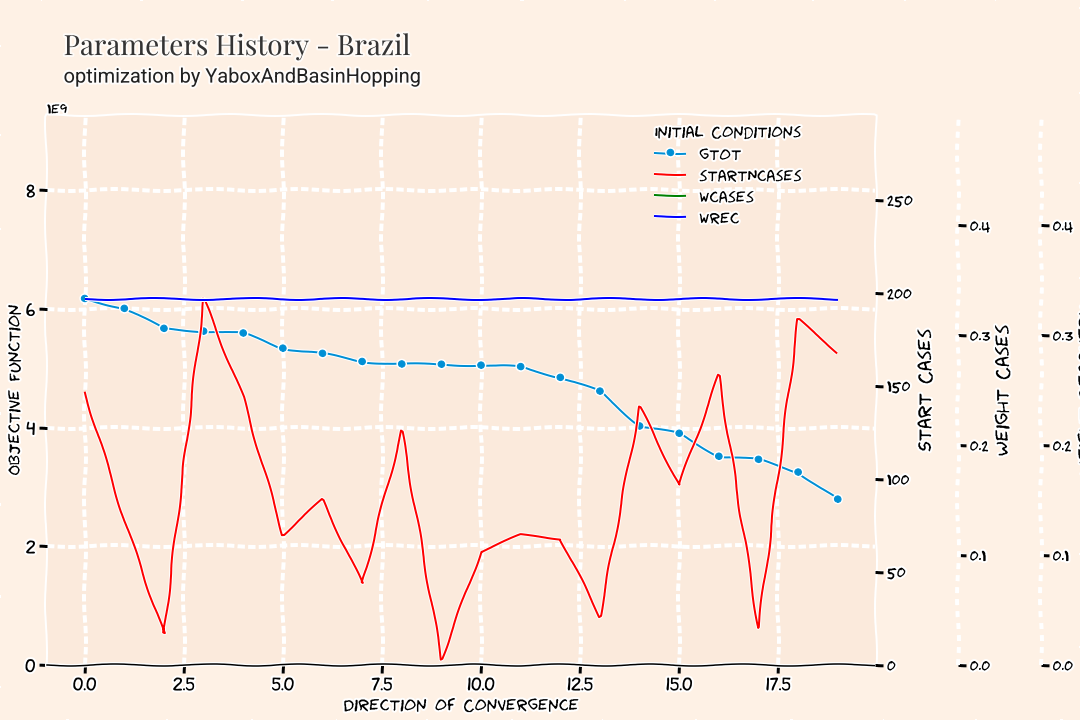 Parameters History - Brazil
optimization by YaboxAndBasinHopping
1E9
INITIAL CONDITIONS
GTOT
STARTNCASES
WCASES
WREC
8
6
4
2
0
OBJECTIVE FUNCTION
0.0 2.5 5.0 7.5 10.0 12.5 15.0 17.5
DIRECTION OF CONVERGENCE
250
200
150
100
50
0
START CASES
0.4
0.3
0.2
0.1
0.0
WEIGHT CASES
0.4
0.3
0.2
0.1
0.0